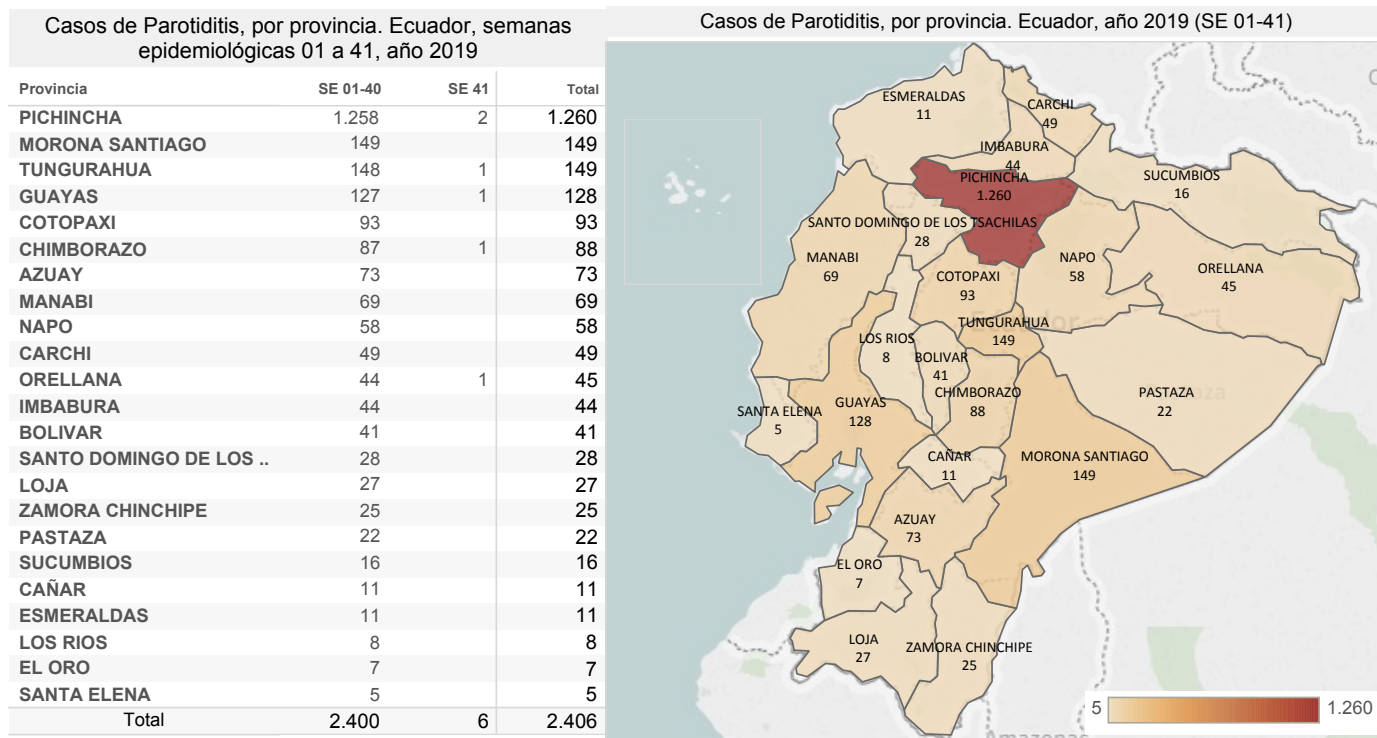 Casos de Parotiditis, por provincia. Ecuador, semanas
epidemiológicas 01 a 41, año 2019
Provincia SE 01-40 SE 41 Total
PICHINCHA 1.258 2 1.260
MORONA SANTIAGO 149 149
TUNGURAHUA 148 1 149
GUAYAS 127 1 128
COTOPAXI 93 93
CHIMBORAZO 87 1 88
AZUAY 73 73
MANABI 69 69
NAPO 58 58
CARCHI 49 49
ORELLANA 44 1 45
IMBABURA 44 44
BOLIVAR 41 41
SANTO DOMINGO DE LOS .. 28 28
LOJA 27 27
ZAMORA CHINCHIPE 25 25
PASTAZA 22 22
SUCUMBIOS 16 16
CAÑAR 11 11
ESMERALDAS 11 11
LOS RIOS 8 8
EL ORO 7 7
SANTA ELENA 5 5
Total 2.400 6 2.406
Casos de Parotiditis, por provincia. Ecuador, año 2019 (SE 01-41)
ESMERALDAS
11
CARCHI
49
IMBABURA
44
PICHINCHA
1.260
SUCUMBIOS
16
SANTO DOMINGO DE LOS TSACHILAS
28
MANABI
69
COTOPAXI
93
NAPO
58
ORELLANA
45
Ecuador
TUNGURAHUA
149
LOS RIOS
8
BOLIVAR
41
CHIMBORAZO
88
PASTAZA
22
SANTA ELENA
5
GUAYAS
128
CAÑAR
11
MORONA SANTIAGO
149
AZUAY
73
EL ORO
7
LOJA
27
ZAMORA CHINCHIPE
25
5 1.260
Amazonas